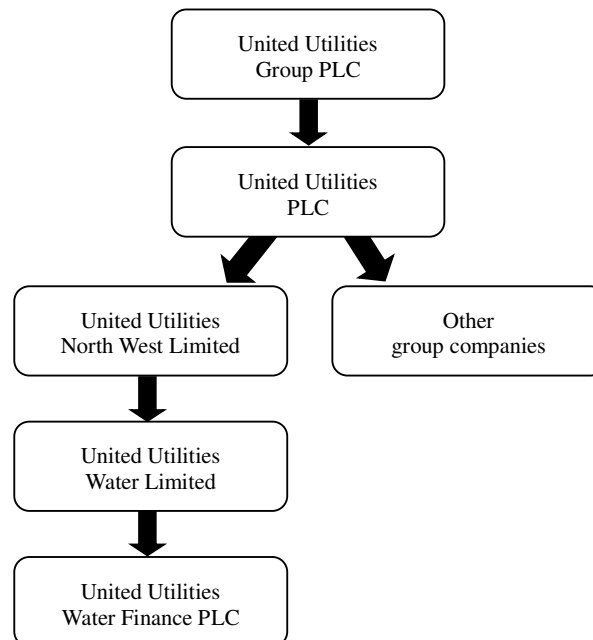 United Utilities
Group PLC
United Utilities
PLC
United Utilities
North West Limited
Other
group companies
United Utilities
Water Limited
United Utilities
Water Finance PLC